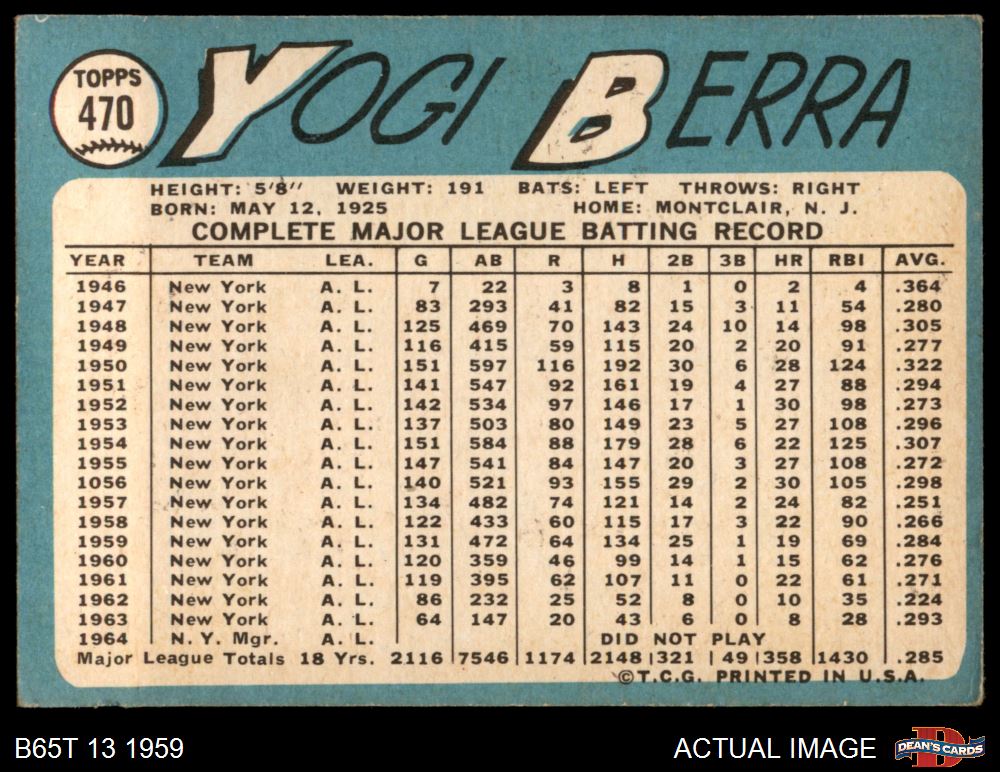 TOPPS
470
YOGI BERRA
HEIGHT: 5'8" WEIGHT: 191 BATS: LEFT THROWS: RIGHT
BORN: MAY 12, 1925 HOME: MONTCLAIR, N. J.
COMPLETE MAJOR LEAGUE BATTING RECORD
YEAR TEAM LEA. G AB R H 2B 3B HR RBI AVG.
1946 New York A. L. 7 22 3 8 1 0 2 4 .364
1947 New York A. L. 83 293 41 82 15 3 11 54 .280
1948 New York A. L. 125 469 70 143 24 10 14 98 .305
1949 New York A. L. 116 415 59 115 20 2 20 91 .277
1950 New York A. L. 151 597 116 192 30 6 28 124 .322
1951 New York A. L. 141 547 92 161 19 4 27 88 .294
1952 New York A. L. 142 534 97 146 17 1 30 98 .273
1953 New York A. L. 137 503 80 149 23 5 27 108 .296
1954 New York A. L. 151 584 88 179 28 6 22 125 .307
1955 New York A. L. 147 541 84 147 20 3 27 108 .272
1056 New York A. L. 140 521 93 155 29 2 30 105 .298
1957 New York A. L. 134 482 74 121 14 2 24 82 .251
1958 New York A. L. 122 433 60 115 17 3 22 90 .266
1959 New York A. L. 131 472 64 134 25 1 19 69 .284
1960 New York A. L. 120 359 46 99 14 1 15 62 .276
1961 New York A. L. 119 395 62 107 11 0 22 61 .271
1962 New York A. L. 86 232 25 52 8 0 10 35 .224
1963 New York A. L. 64 147 20 43 6 0 8 28 .293
1964 N. Y. Mgr. A. L. DID NOT PLAY
Major League Totals 18 Yrs. 2116 7546 1174 2148 321 49 358 1430 .285
©T.C.G. PRINTED IN U.S.A.
B65T 13 1959 ACTUAL IMAGE
D
DEAN'S CARDS